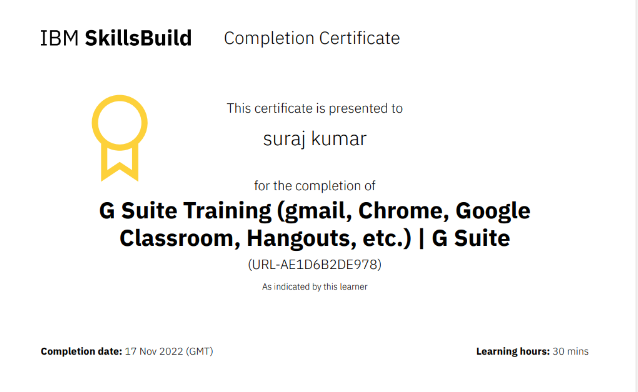 IBM SkillsBuild Completion Certificate
This certificate is presented to
suraj kumar
for the completion of
G Suite Training (gmail, Chrome, Google
Classroom, Hangouts, etc.) | G Suite
(URL-AE1D6B2DE978)
As indicated by this learner
Completion date: 17 Nov 2022 (GMT) Learning hours: 30 mins